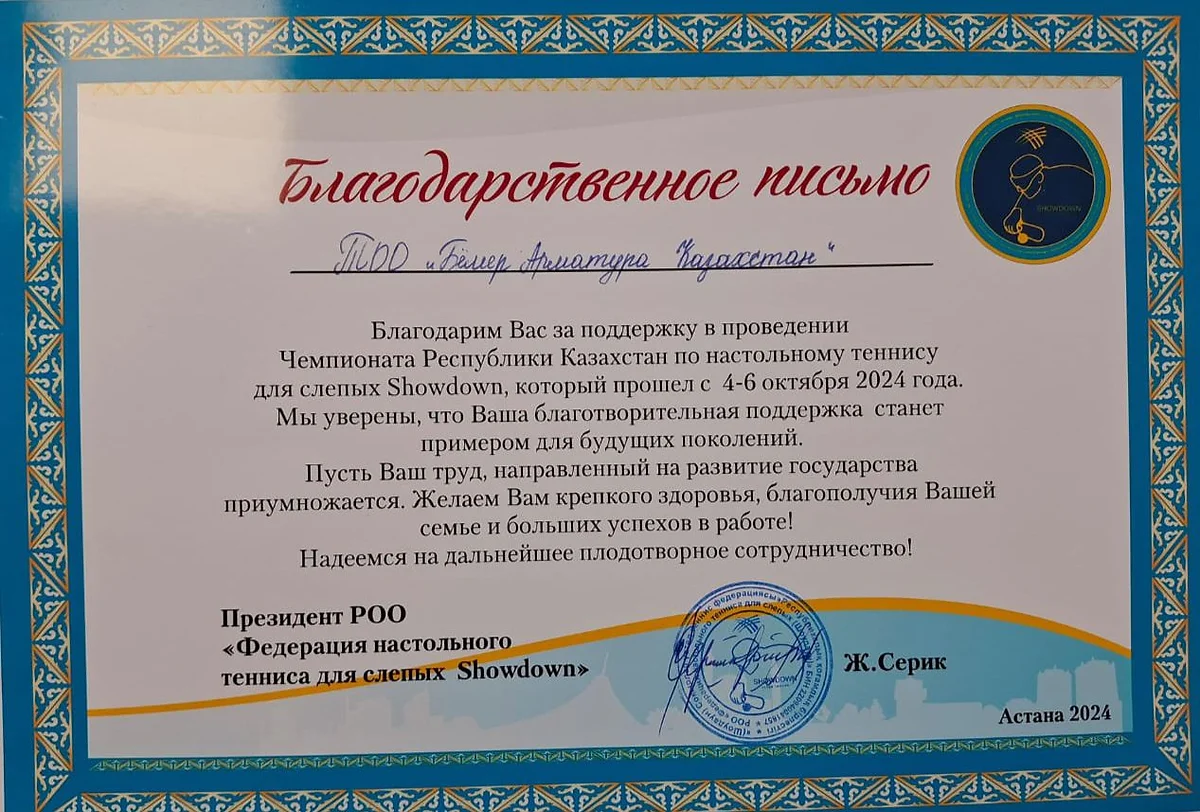 Благодарственное письмо
SHOWDOWN
ТОО "Бёмер Арматура Казахстан"
Благодарим Вас за поддержку в проведении
Чемпионата Республики Казахстан по настольному теннису
для слепых Showdown, который прошел с 4-6 октября 2024 года.
Мы уверены, что Ваша благотворительная поддержка станет
примером для будущих поколений.
Пусть Ваш труд, направленный на развитие государства
приумножается. Желаем Вам крепкого здоровья, благополучия Вашей
семье и больших успехов в работе!
Надеемся на дальнейшее плодотворное сотрудничество!
Президент РОО
«Федерация настольного
тенниса для слепых Showdown»
SHOWDOWN
Ж.Серик
Астана 2024